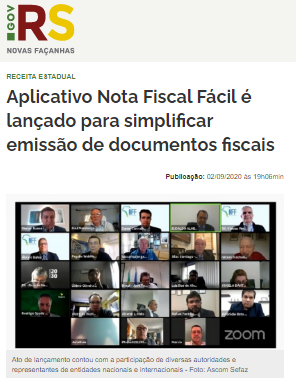 .GOV
RS
NOVAS FAÇANHAS
RECEITA ESTADUAL
Aplicativo Nota Fiscal Fácil é
lançado para simplificar
emissão de documentos fiscais
Publicação: 02/09/2020 às 19h06min
zoom
Ato de lançamento contou com a participação de diversas autoridades e
representantes de entidades nacionais e internacionais - Foto: Ascom Sefaz